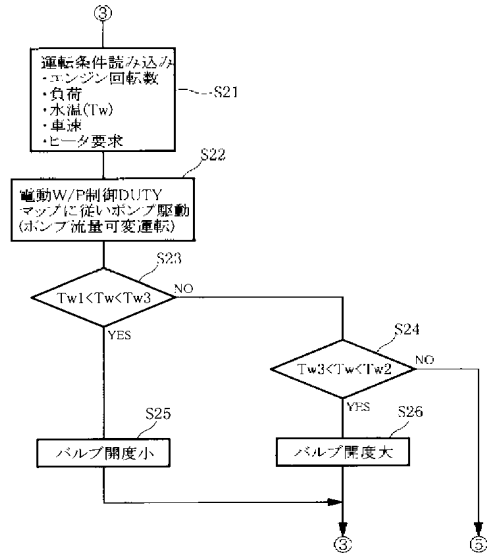 ③
運転条件読み込み
・エンジン回転数
・負荷
・水温(Tw)
・車速
・ヒータ要求
S21
S22
電動W/P制御DUTY
マップに従いポンプ駆動
(ポンプ流量可変運転)
S23
Tw1<Tw<Tw3
NO
YES
S24
Tw3<Tw<Tw2
NO
YES
S25
バルブ開度小
S26
バルブ開度大
③
⑤